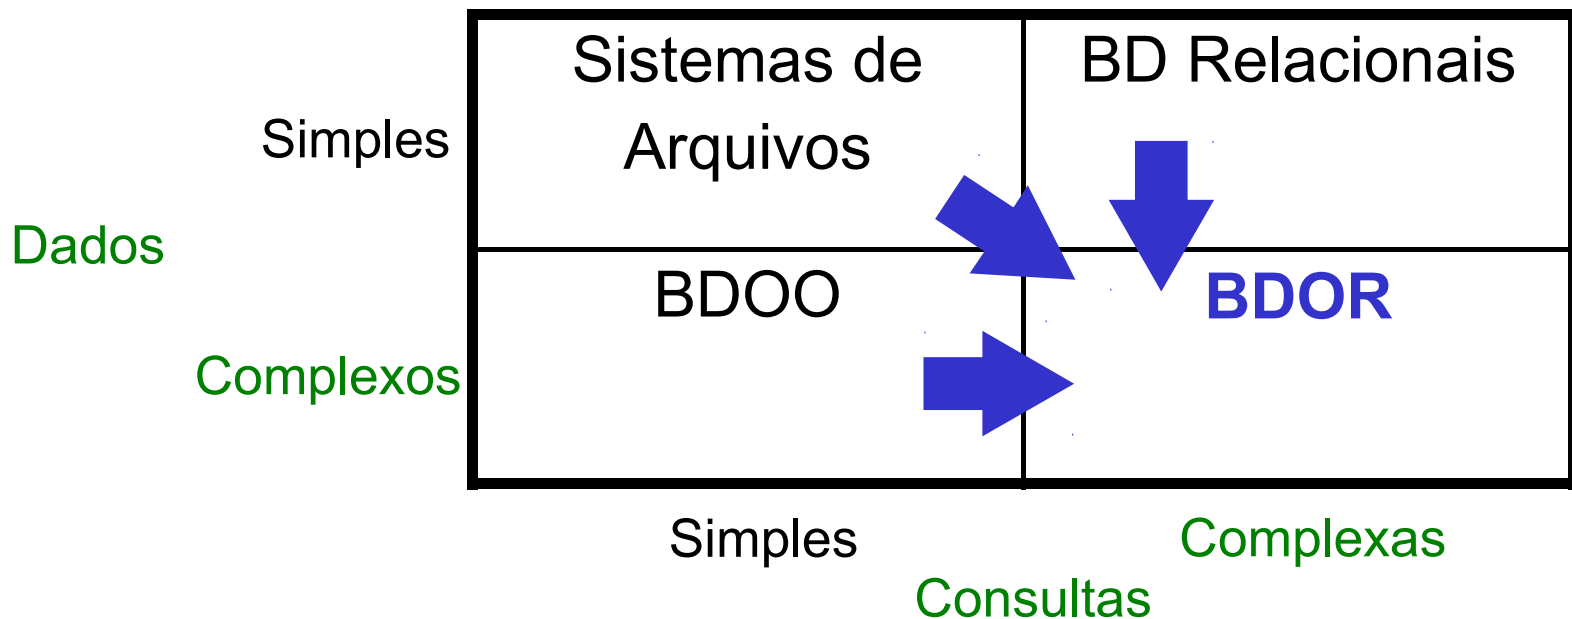 Sistemas de
Arquivos
BD Relacionais
Simples
Dados
BDOO
BDOR
Complexos
Simples
Complexas
Consultas